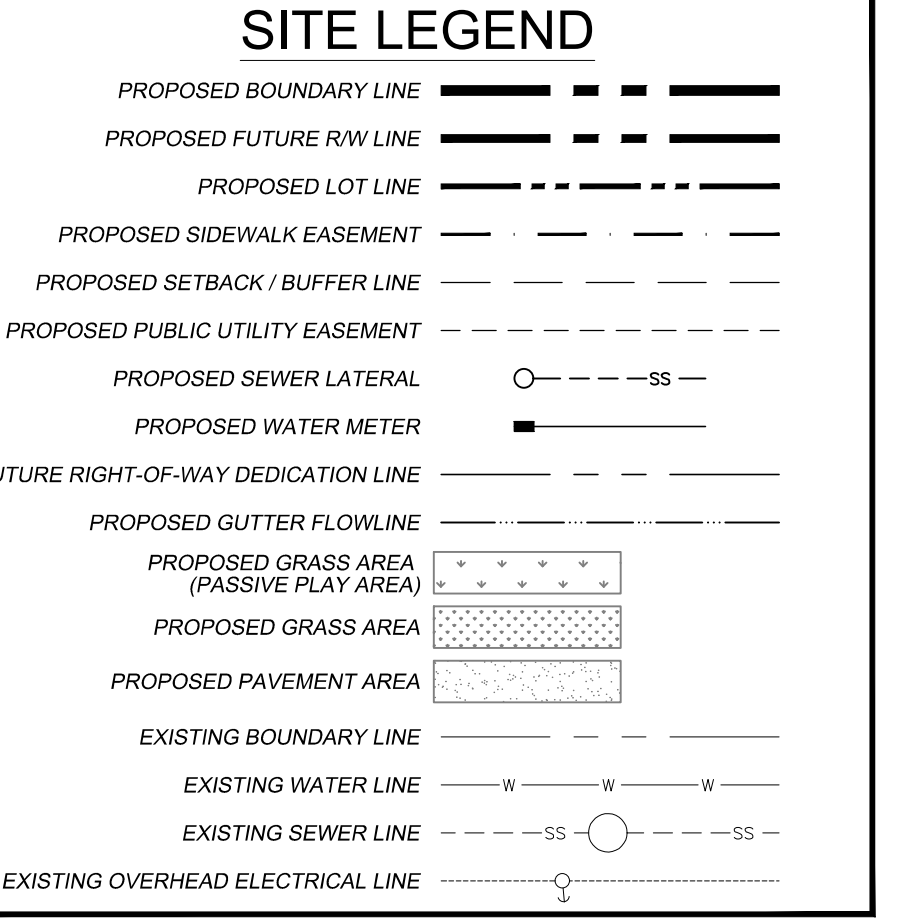 SITE LEGEND
PROPOSED BOUNDARY LINE
PROPOSED FUTURE R/W LINE
PROPOSED LOT LINE
PROPOSED SIDEWALK EASEMENT
PROPOSED SETBACK / BUFFER LINE
PROPOSED PUBLIC UTILITY EASEMENT
PROPOSED SEWER LATERAL SS
PROPOSED WATER METER
UTURE RIGHT-OF-WAY DEDICATION LINE
PROPOSED GUTTER FLOWLINE
PROPOSED GRASS AREA
(PASSIVE PLAY AREA)
PROPOSED GRASS AREA
PROPOSED PAVEMENT AREA
EXISTING BOUNDARY LINE
EXISTING WATER LINE W W W
EXISTING SEWER LINE SS SS
EXISTING OVERHEAD ELECTRICAL LINE